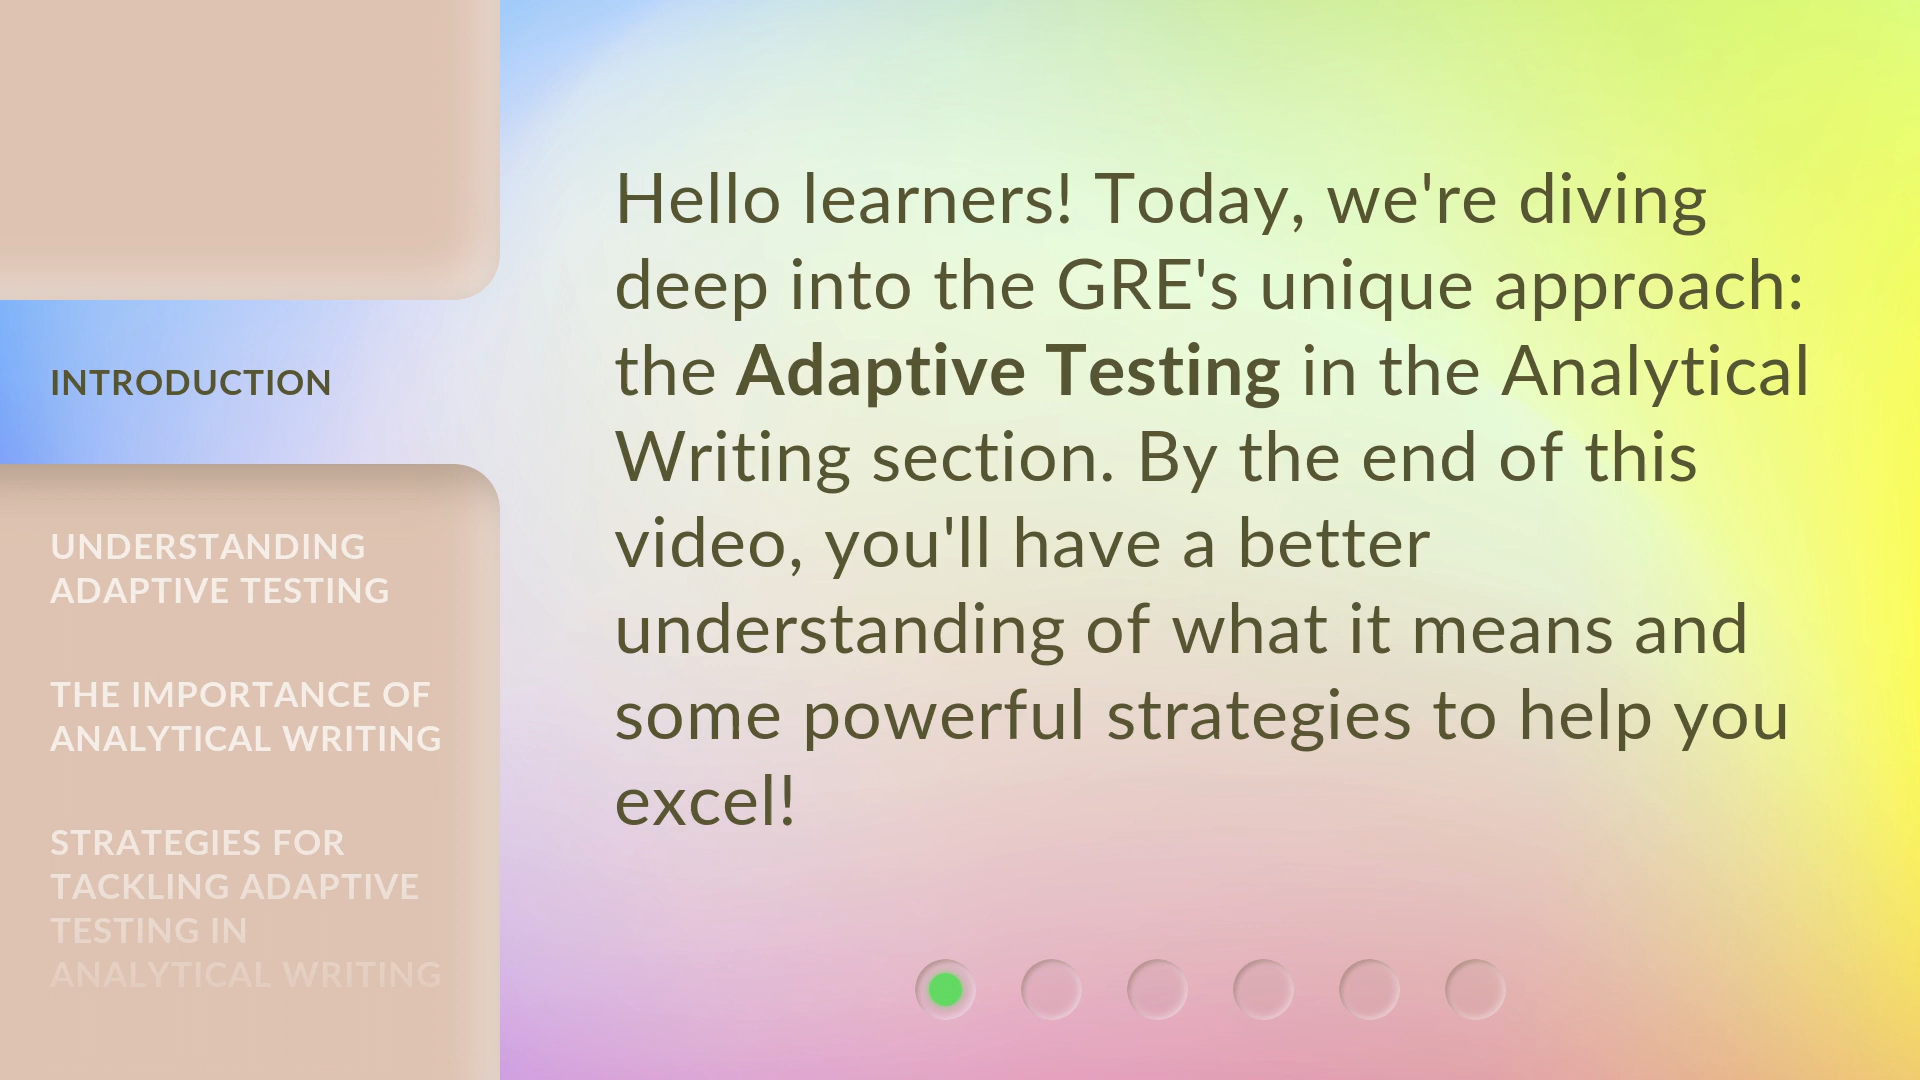 INTRODUCTION
UNDERSTANDING
ADAPTIVE TESTING
THE IMPORTANCE OF
ANALYTICAL WRITING
STRATEGIES FOR
TACKLING ADAPTIVE
TESTING IN
ANALYTICAL WRITING
Hello learners! Today, we're diving
deep into the GRE's unique approach:
the Adaptive Testing in the Analytical
Writing section. By the end of this
video, you'll have a better
understanding of what it means and
some powerful strategies to help you
excel!